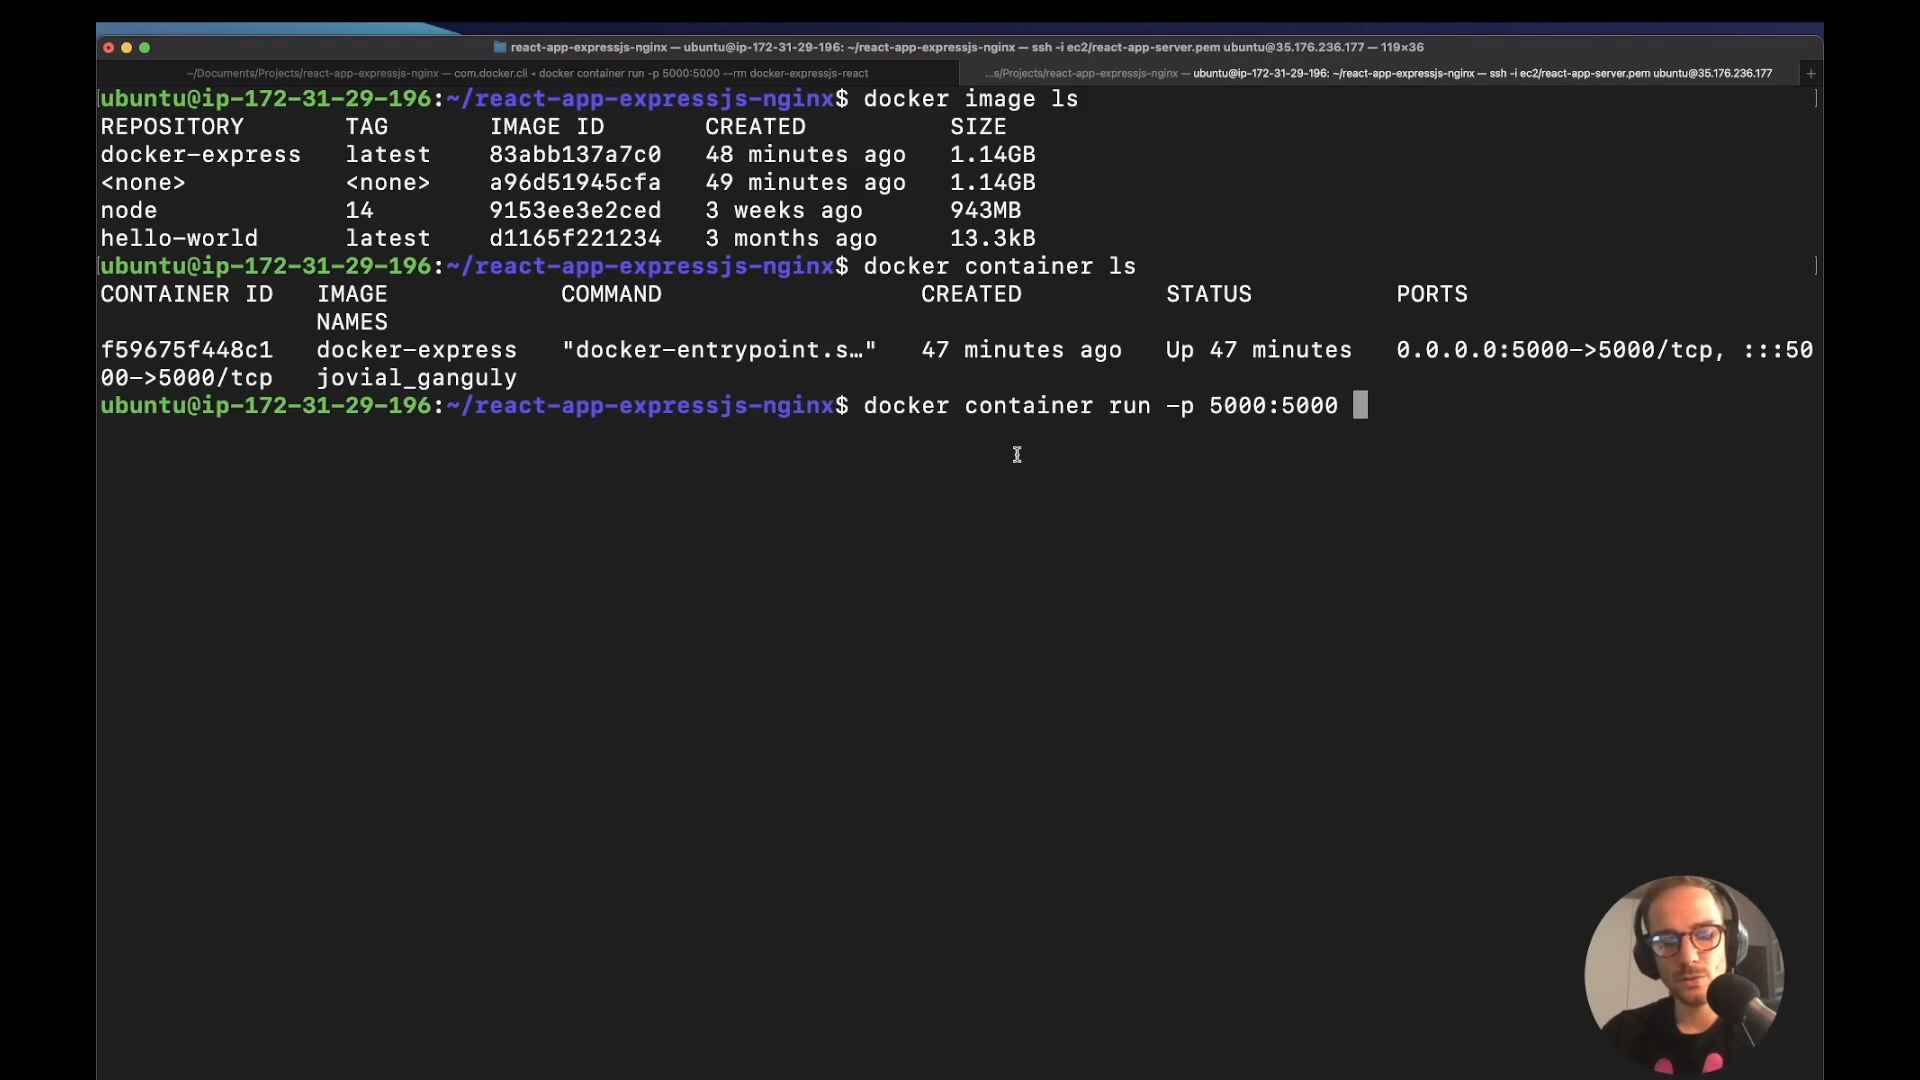 react-app-expressjs-nginx — ubuntu@ip-172-31-29-196: ~/react-app-expressjs-nginx — ssh -i ec2/react-app-server.pem ubuntu@35.176.236.177 — 119×36
~/Documents/Projects/react-app-expressjs-nginx — com.docker.cli • docker container run -p 5000:5000 --rm docker-expressjs-react
...s/Projects/react-app-expressjs-nginx — ubuntu@ip-172-31-29-196: ~/react-app-expressjs-nginx — ssh -i ec2/react-app-server.pem ubuntu@35.176.236.177 +
[ubuntu@ip-172-31-29-196:~/react-app-expressjs-nginx$ docker image ls ]
REPOSITORY TAG IMAGE ID CREATED SIZE
docker-express latest 83abb137a7c0 48 minutes ago 1.14GB
<none> <none> a96d51945cfa 49 minutes ago 1.14GB
node 14 9153ee3e2ced 3 weeks ago 943MB
hello-world latest d1165f221234 3 months ago 13.3kB
[ubuntu@ip-172-31-29-196:~/react-app-expressjs-nginx$ docker container ls ]
CONTAINER ID IMAGE COMMAND CREATED STATUS PORTS
NAMES
f59675f448c1 docker-express "docker-entrypoint.s…" 47 minutes ago Up 47 minutes 0.0.0.0:5000->5000/tcp, :::50
00->5000/tcp jovial_ganguly
ubuntu@ip-172-31-29-196:~/react-app-expressjs-nginx$ docker container run -p 5000:5000